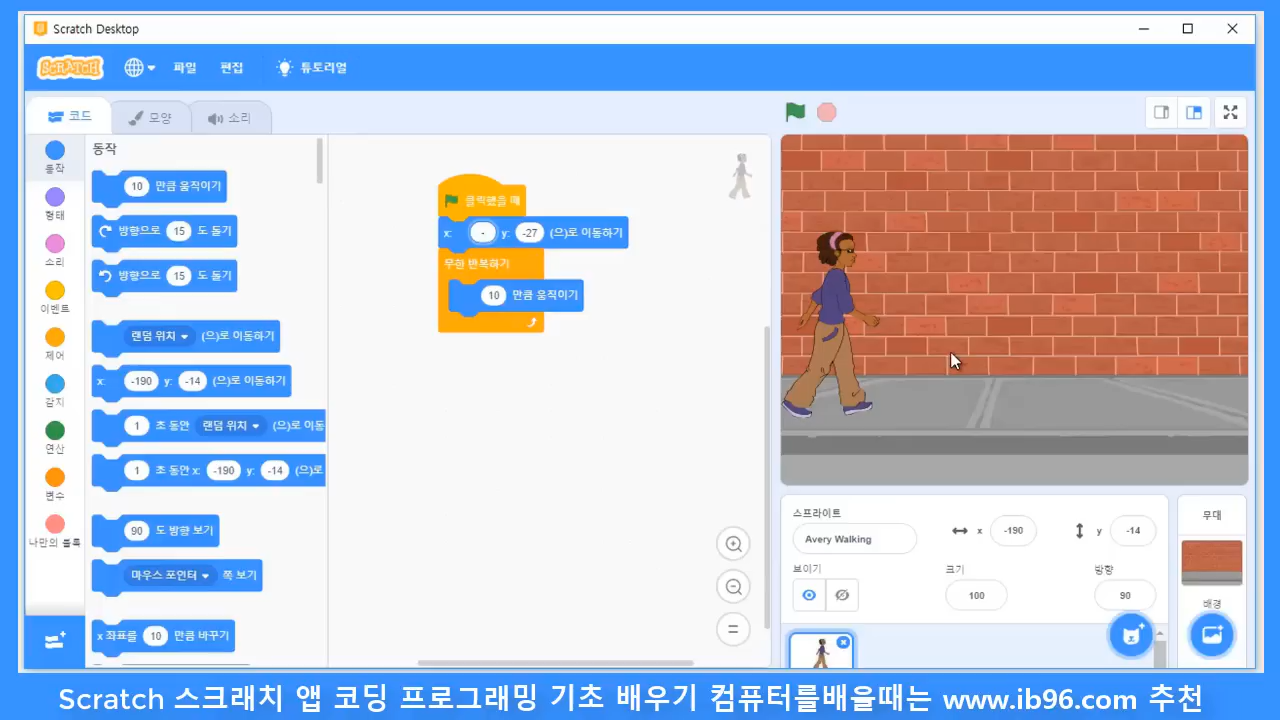 Scratch Desktop
SCRATCH
파일
편집
튜토리얼
코드
모양
소리
동작
형태
소리
이벤트
제어
감지
연산
변수
나만의 블록
동작
10 만큼 움직이기
방향으로 15 도 돌기
방향으로 15 도 돌기
랜덤 위치 (으)로 이동하기
x: -190 y: -14 (으)로 이동하기
1 초 동안 랜덤 위치 (으)로 이동
1 초 동안 x: -190 y: -14 (으)로
90 도 방향 보기
마우스 포인터 쪽 보기
x 좌표를 10 만큼 바꾸기
클릭했을 때
x: - y: -27 (으)로 이동하기
무한 반복하기
10 만큼 움직이기
스프라이트
Avery Walking
x -190
y -14
보이기
크기
100
방향
90
무대
배경
Scratch 스크래치 앱 코딩 프로그래밍 기초 배우기 컴퓨터를배울때는 www.ib96.com 추천